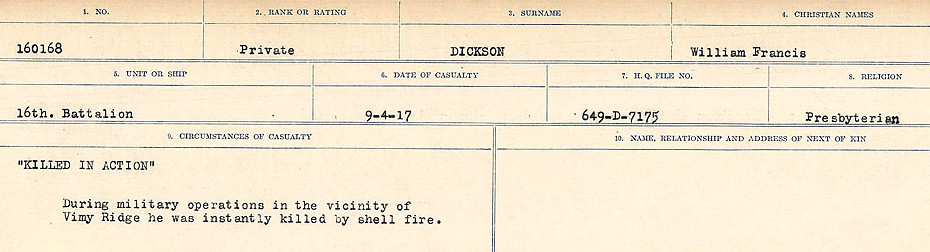 1. NO. 2. RANK OR RATING 3. SURNAME 4. CHRISTIAN NAMES
160168 Private DICKSON William Francis
5. UNIT OR SHIP 6. DATE OF CASUALTY 7. H.Q. FILE NO. 8. RELIGION
16th. Battalion 9-4-17 649-D-7175 Presbyterian
9. CIRCUMSTANCES OF CASUALTY 10. NAME, RELATIONSHIP AND ADDRESS OF NEXT OF KIN
"KILLED IN ACTION"
During military operations in the vicinity of
Vimy Ridge he was instantly killed by shell fire.